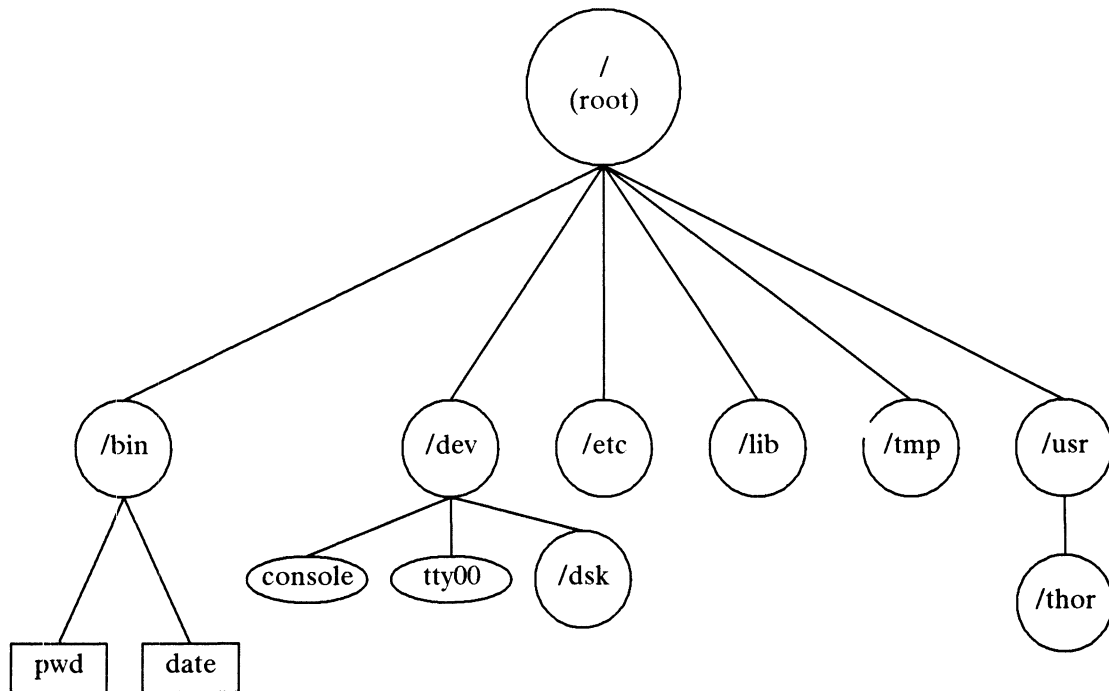 /
(root)
/bin
/dev
/etc
/lib
/tmp
/usr
console
tty00
/dsk
/thor
pwd
date